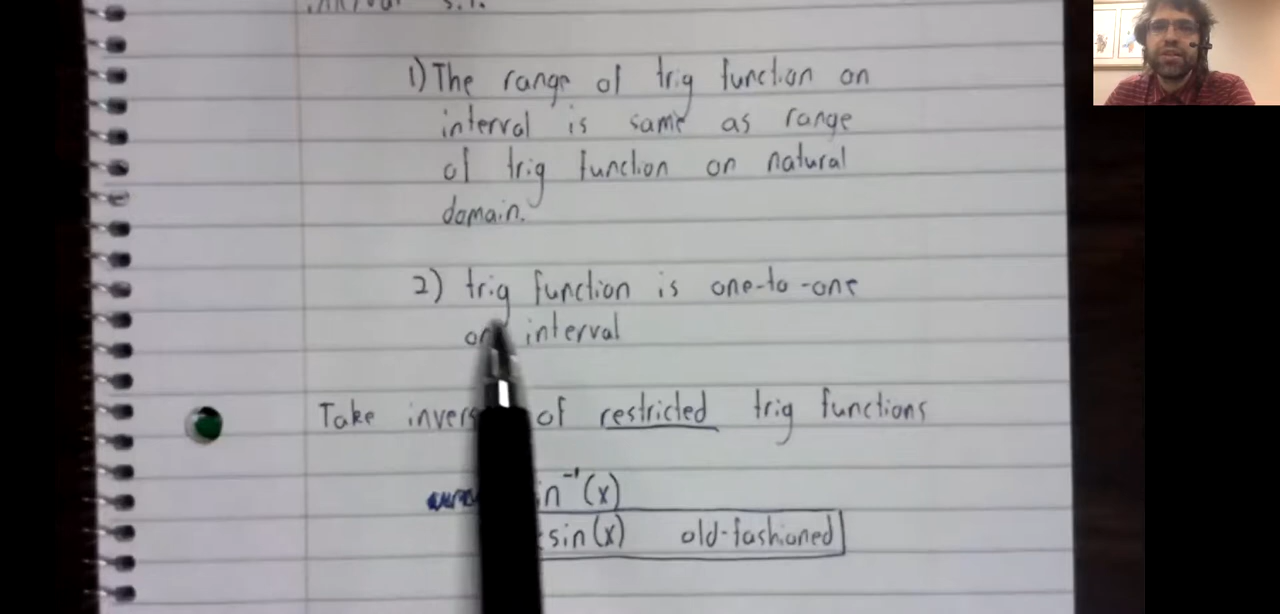 s.t.
1) The range of trig function on
interval is same as range
of trig function on natural
domain.
2) trig function is one-to-one
on interval
Take of restricted trig functions
(x)
sin(x) old-fashioned